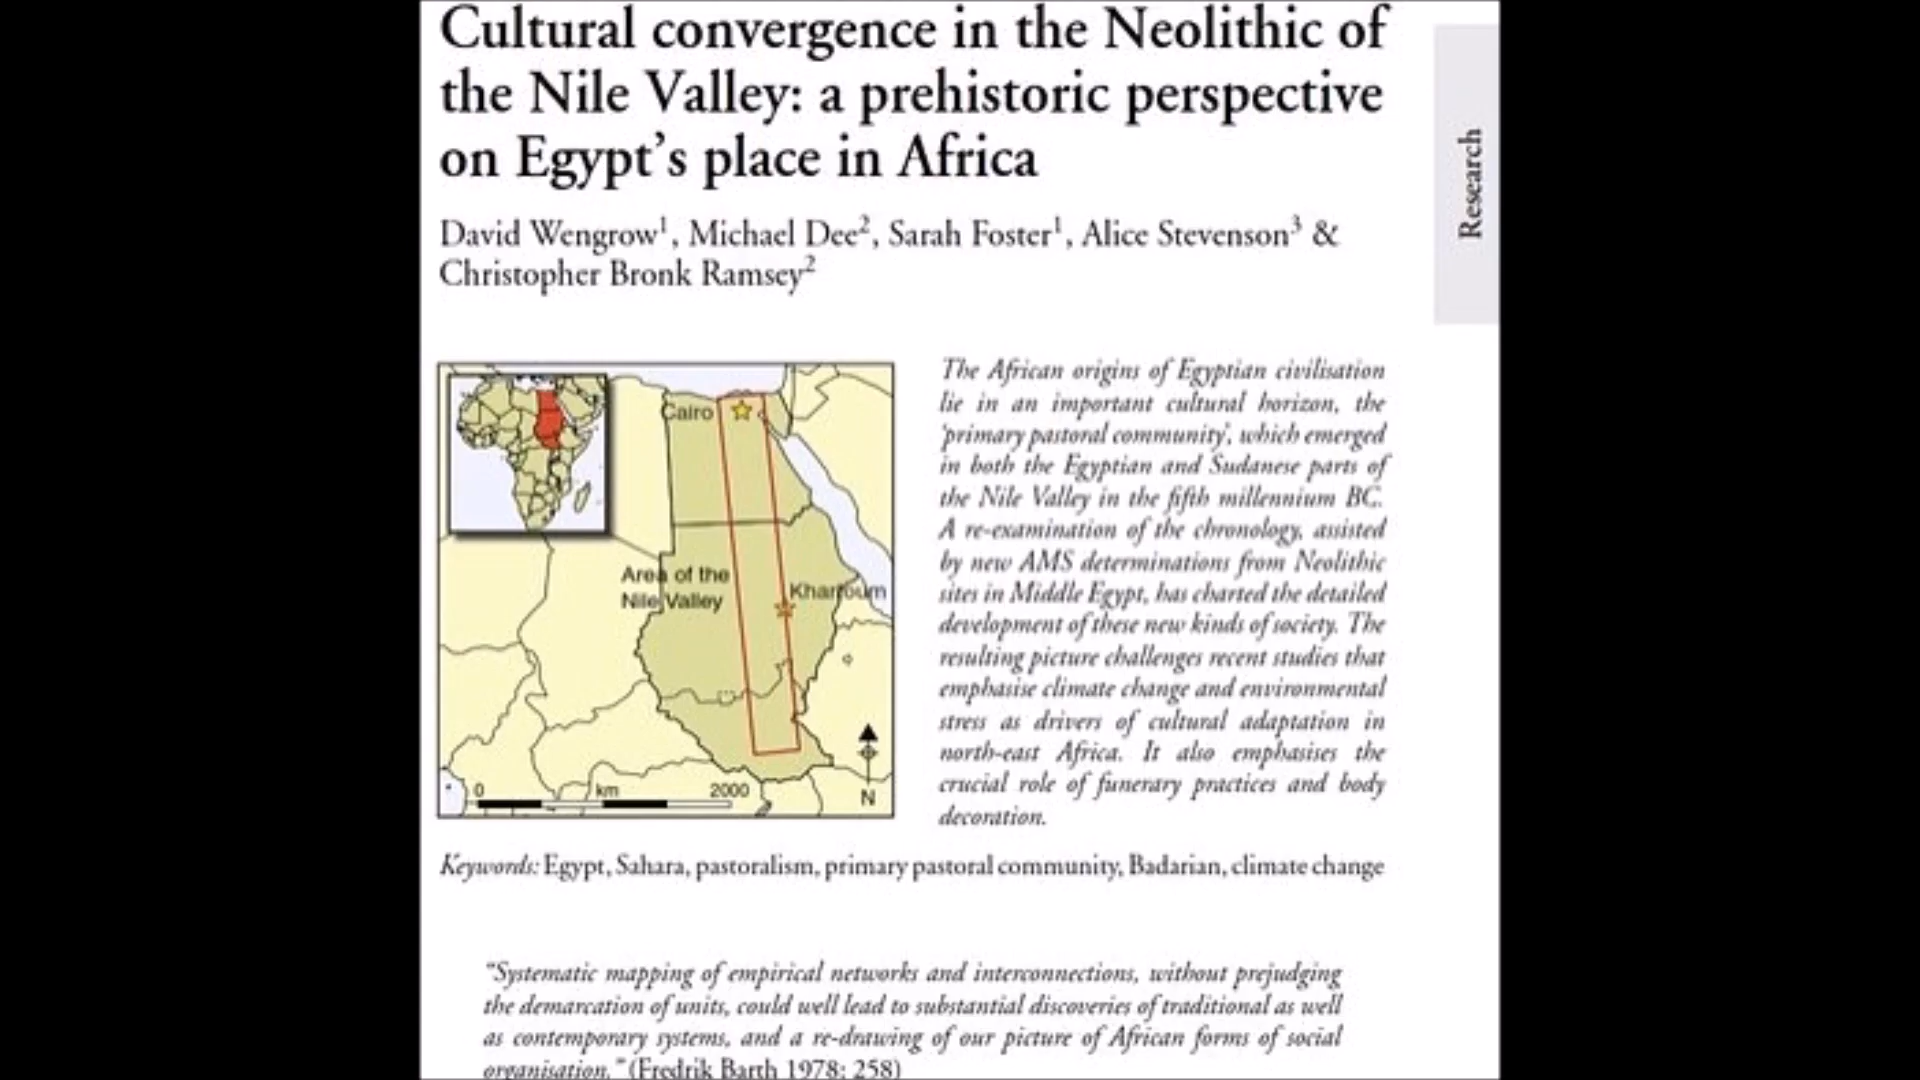 Cultural convergence in the Neolithic of
the Nile Valley: a prehistoric perspective
on Egypt's place in Africa
Research
David Wengrow1, Michael Dee2, Sarah Foster1, Alice Stevenson3 &
Christopher Bronk Ramsey2
Cairo
Area of the
Nile Valley
Khartoum
0 km 2000
N
The African origins of Egyptian civilisation
lie in an important cultural horizon, the
'primary pastoral community', which emerged
in both the Egyptian and Sudanese parts of
the Nile Valley in the fifth millennium BC.
A re-examination of the chronology, assisted
by new AMS determinations from Neolithic
sites in Middle Egypt, has charted the detailed
development of these new kinds of society. The
resulting picture challenges recent studies that
emphasise climate change and environmental
stress as drivers of cultural adaptation in
north-east Africa. It also emphasises the
crucial role of funerary practices and body
decoration.
Keywords: Egypt, Sahara, pastoralism, primary pastoral community, Badarian, climate change
"Systematic mapping of empirical networks and interconnections, without prejudging
the demarcation of units, could well lead to substantial discoveries of traditional as well
as contemporary systems, and a re-drawing of our picture of African forms of social
organisation." (Fredrik Barth 1978: 258)